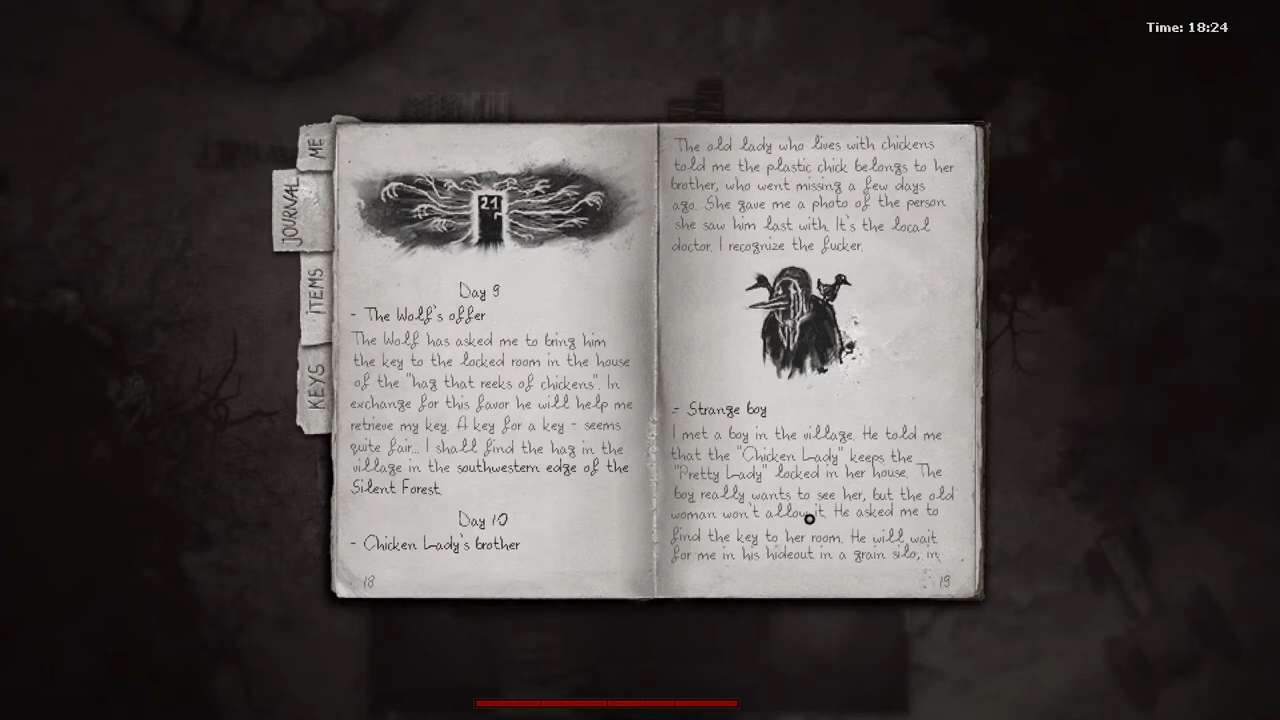 Time: 18:24
ME
JOURNAL
ITEMS
KEYS
21
Day 9
- The Wolf's offer
The Wolf has asked me to bring him
the key to the locked room in the house
of the "hag that reeks of chickens". In
exchange for this favor he will help me
retrieve my key. A key for a key - seems
quite fair... I shall find the hag in the
village in the southwestern edge of the
Silent Forest.
Day 10
- Chicken Lady's brother
18
The old lady who lives with chickens
told me the plastic chick belongs to her
brother, who went missing a few days
ago. She gave me a photo of the person
she saw him last with. It's the local
doctor. I recognize the fucker.
- Strange boy
I met a boy in the village. He told me
that the "Chicken Lady" keeps the
"Pretty Lady" locked in her house. The
boy really wants to see her, but the old
woman won't allow it. He asked me to
find the key to her room. He will wait
for me in his hideout in a grain silo, in
19